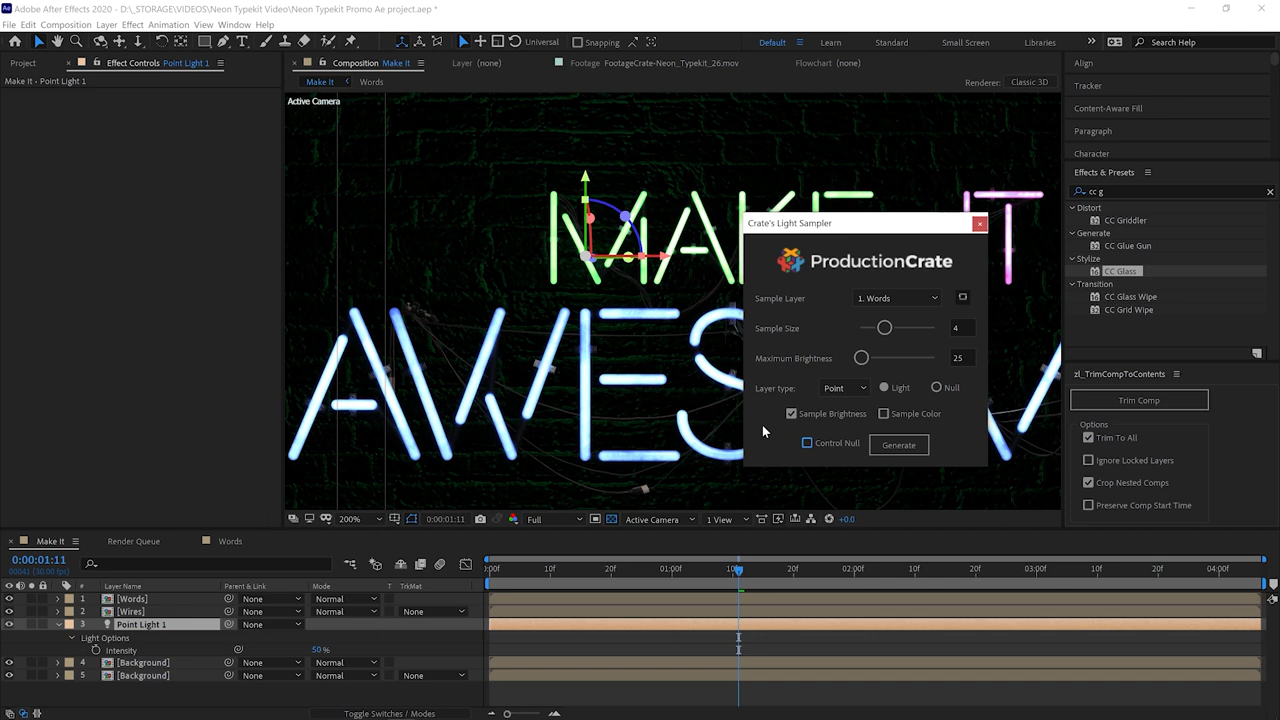 Adobe After Effects 2020 - D:\_STORAGE\VIDEOS\Neon Typekit Video\Neon Typekit Promo Ae project.aep *
File Edit Composition Layer Effect Animation View Window Help
Universal Snapping Default Learn Standard Small Screen Libraries Search Help
Project Effect Controls Point Light 1 Composition Make It Layer (none) Footage FootageCrate-Neon_Typekit_26.mov Flowchart (none) Align
Make It • Point Light 1 Make It Words Renderer: Classic 3D Tracker
Active Camera
Content-Aware Fill
Paragraph
Character
Effects & Presets
cc g
Distort
CC Griddler
Generate
CC Glue Gun
Stylize
CC Glass
Transition
CC Glass Wipe
CC Grid Wipe
MAKE IT
Crate's Light Sampler
ProductionCrate
Sample Layer 1. Words
Sample Size 4
Maximum Brightness 25
Layer type: Point Light Null
Sample Brightness Sample Color
Control Null Generate
zl_TrimCompToContents
Trim Comp
Options
Trim To All
Ignore Locked Layers
Crop Nested Comps
Preserve Comp Start Time
200% 0:00:01:11 Full Active Camera 1 View +0.0
Make It Render Queue Words
0:00:01:11
00041 (30.00 fps)
# Layer Name Parent & Link Mode T TrkMat
:00f 10f 20f 01:00f 20f 02:00f 10f 20f 03:00f 10f 20f 04:00f
1 [Words] None Normal
2 [Wires] None Normal None
3 Point Light 1 None
Light Options
Intensity 50 %
4 [Background] None Normal
5 [Background] None Normal None
Toggle Switches / Modes